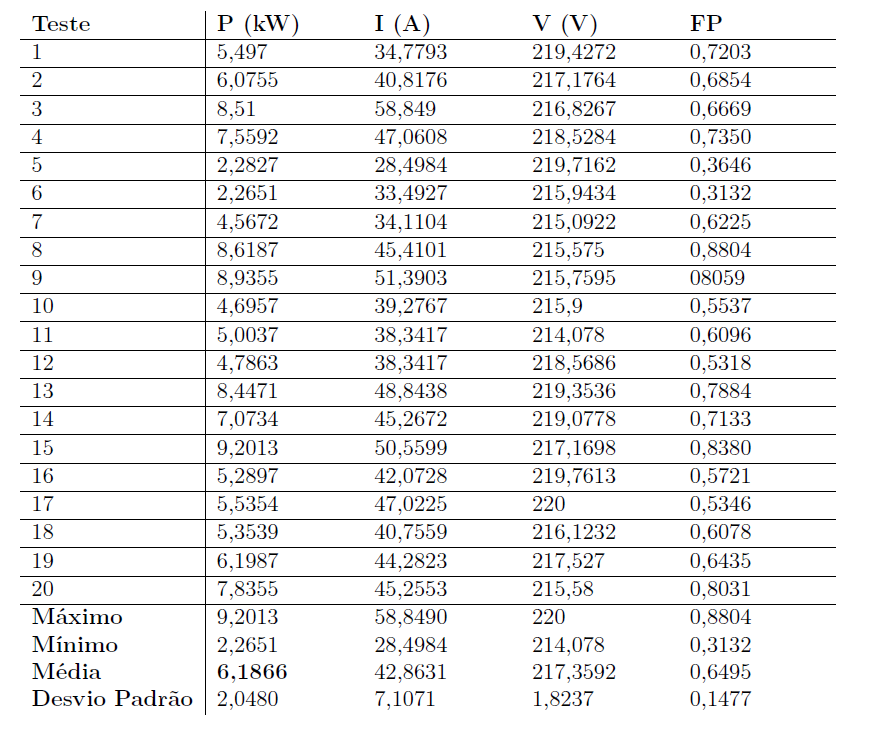 Teste P (kW) I (A) V (V) FP
1 5,497 34,7793 219,4272 0,7203
2 6,0755 40,8176 217,1764 0,6854
3 8,51 58,849 216,8267 0,6669
4 7,5592 47,0608 218,5284 0,7350
5 2,2827 28,4984 219,7162 0,3646
6 2,2651 33,4927 215,9434 0,3132
7 4,5672 34,1104 215,0922 0,6225
8 8,6187 45,4101 215,575 0,8804
9 8,9355 51,3903 215,7595 08059
10 4,6957 39,2767 215,9 0,5537
11 5,0037 38,3417 214,078 0,6096
12 4,7863 38,3417 218,5686 0,5318
13 8,4471 48,8438 219,3536 0,7884
14 7,0734 45,2672 219,0778 0,7133
15 9,2013 50,5599 217,1698 0,8380
16 5,2897 42,0728 219,7613 0,5721
17 5,5354 47,0225 220 0,5346
18 5,3539 40,7559 216,1232 0,6078
19 6,1987 44,2823 217,527 0,6435
20 7,8355 45,2553 215,58 0,8031
Máximo 9,2013 58,8490 220 0,8804
Mínimo 2,2651 28,4984 214,078 0,3132
Média 6,1866 42,8631 217,3592 0,6495
Desvio Padrão 2,0480 7,1071 1,8237 0,1477